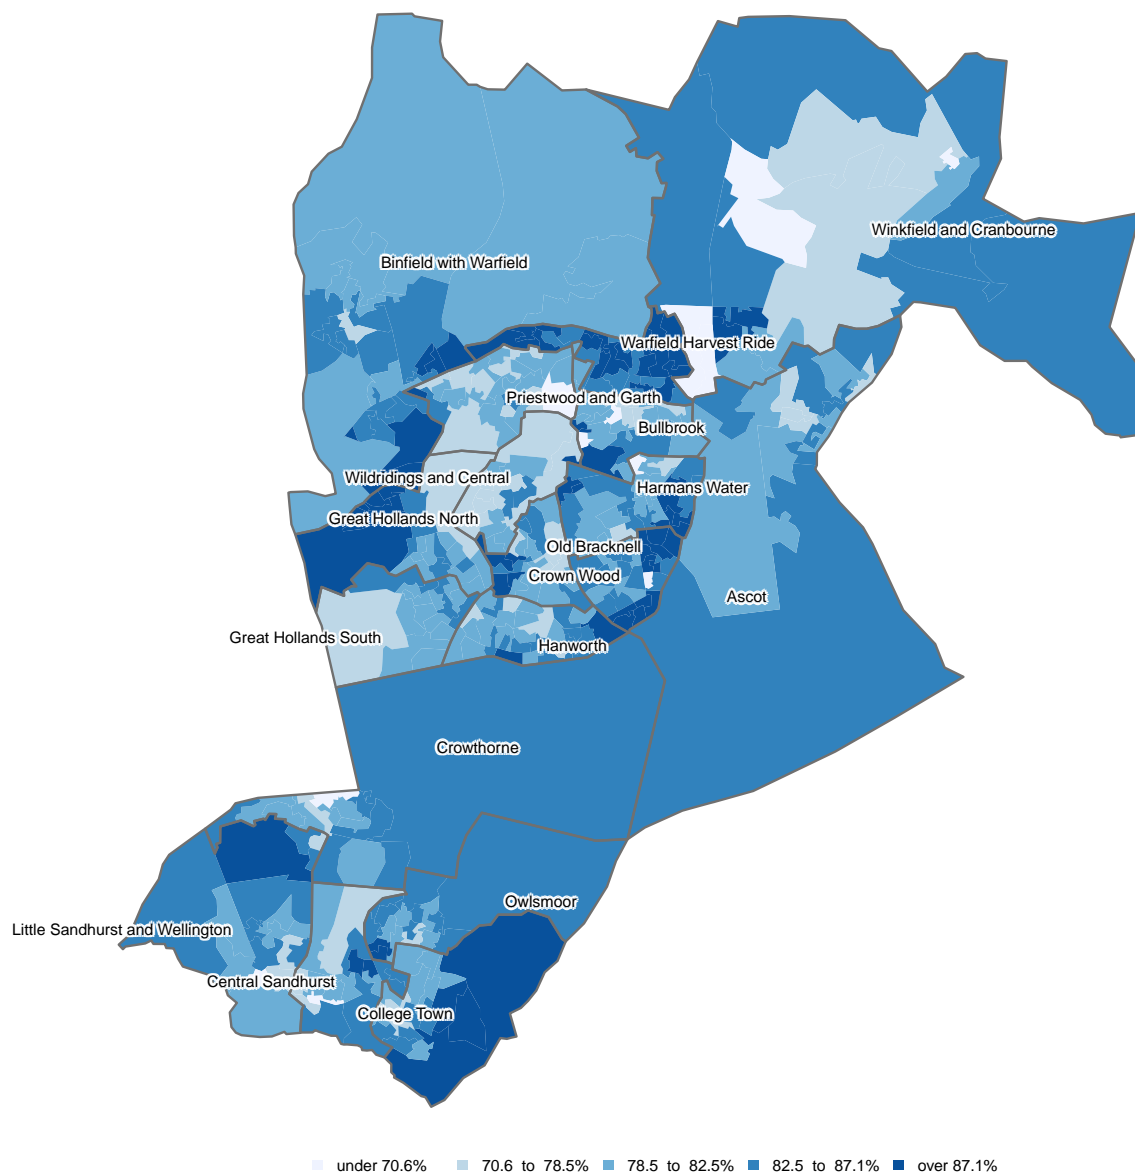 Winkfield and Cranbourne
Binfield with Warfield
Warfield Harvest Ride
Priestwood and Garth
Bullbrook
Wildridings and Central
Harmans Water
Great Hollands North
Old Bracknell
Crown Wood
Ascot
Great Hollands South
Hanworth
Crowthorne
Owlsmoor
Little Sandhurst and Wellington
Central Sandhurst
College Town
under 70.6% 70.6 to 78.5% 78.5 to 82.5% 82.5 to 87.1% over 87.1%